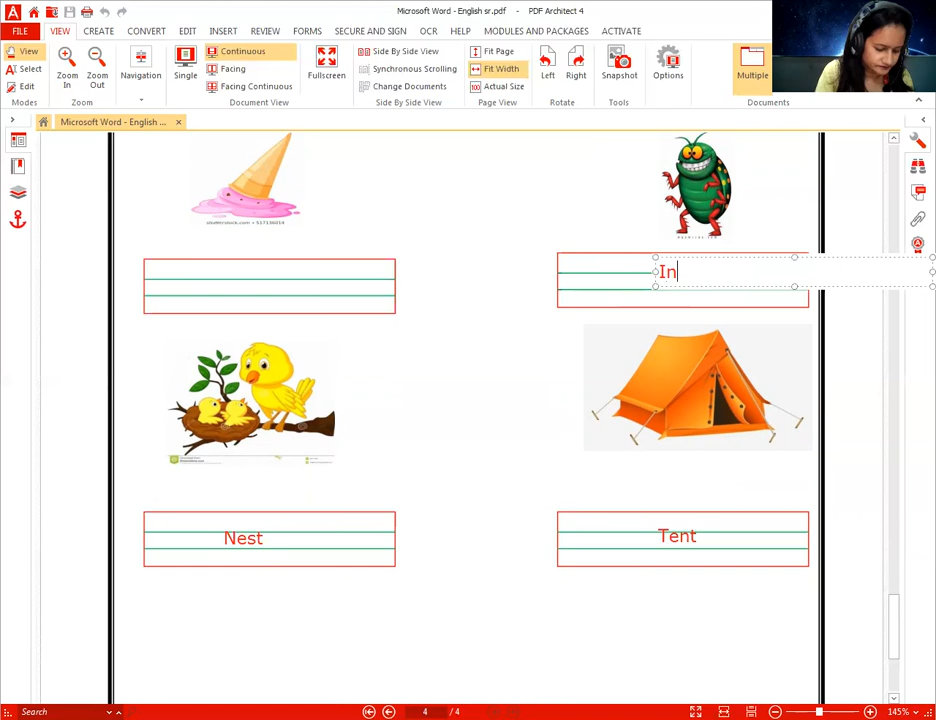 Microsoft Word - English sr.pdf - PDF Architect 4
FILE VIEW CREATE CONVERT EDIT INSERT REVIEW FORMS SECURE AND SIGN OCR HELP MODULES AND PACKAGES ACTIVATE
View
Select
Edit
Modes
Zoom In
Zoom Out
Zoom
Navigation
Single
Continuous
Facing
Facing Continuous
Document View
Fullscreen
Side By Side View
Synchronous Scrolling
Change Documents
Side By Side View
Fit Page
Fit Width
100 Actual Size
Page View
Left
Right
Rotate
Snapshot
Tools
Options
Multiple
Documents
Microsoft Word - English ...
shutterstock.com • 517136014
In
Nest
Tent
Search
4 / 4
145%